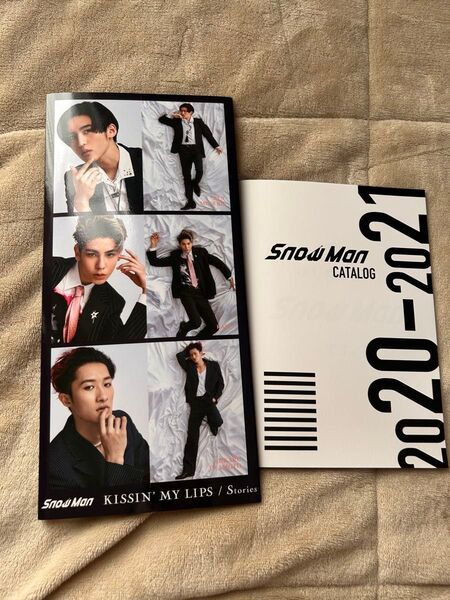 Snow Man KISSIN' MY LIPS / Stories
Snow Man
CATALOG
2020-2021